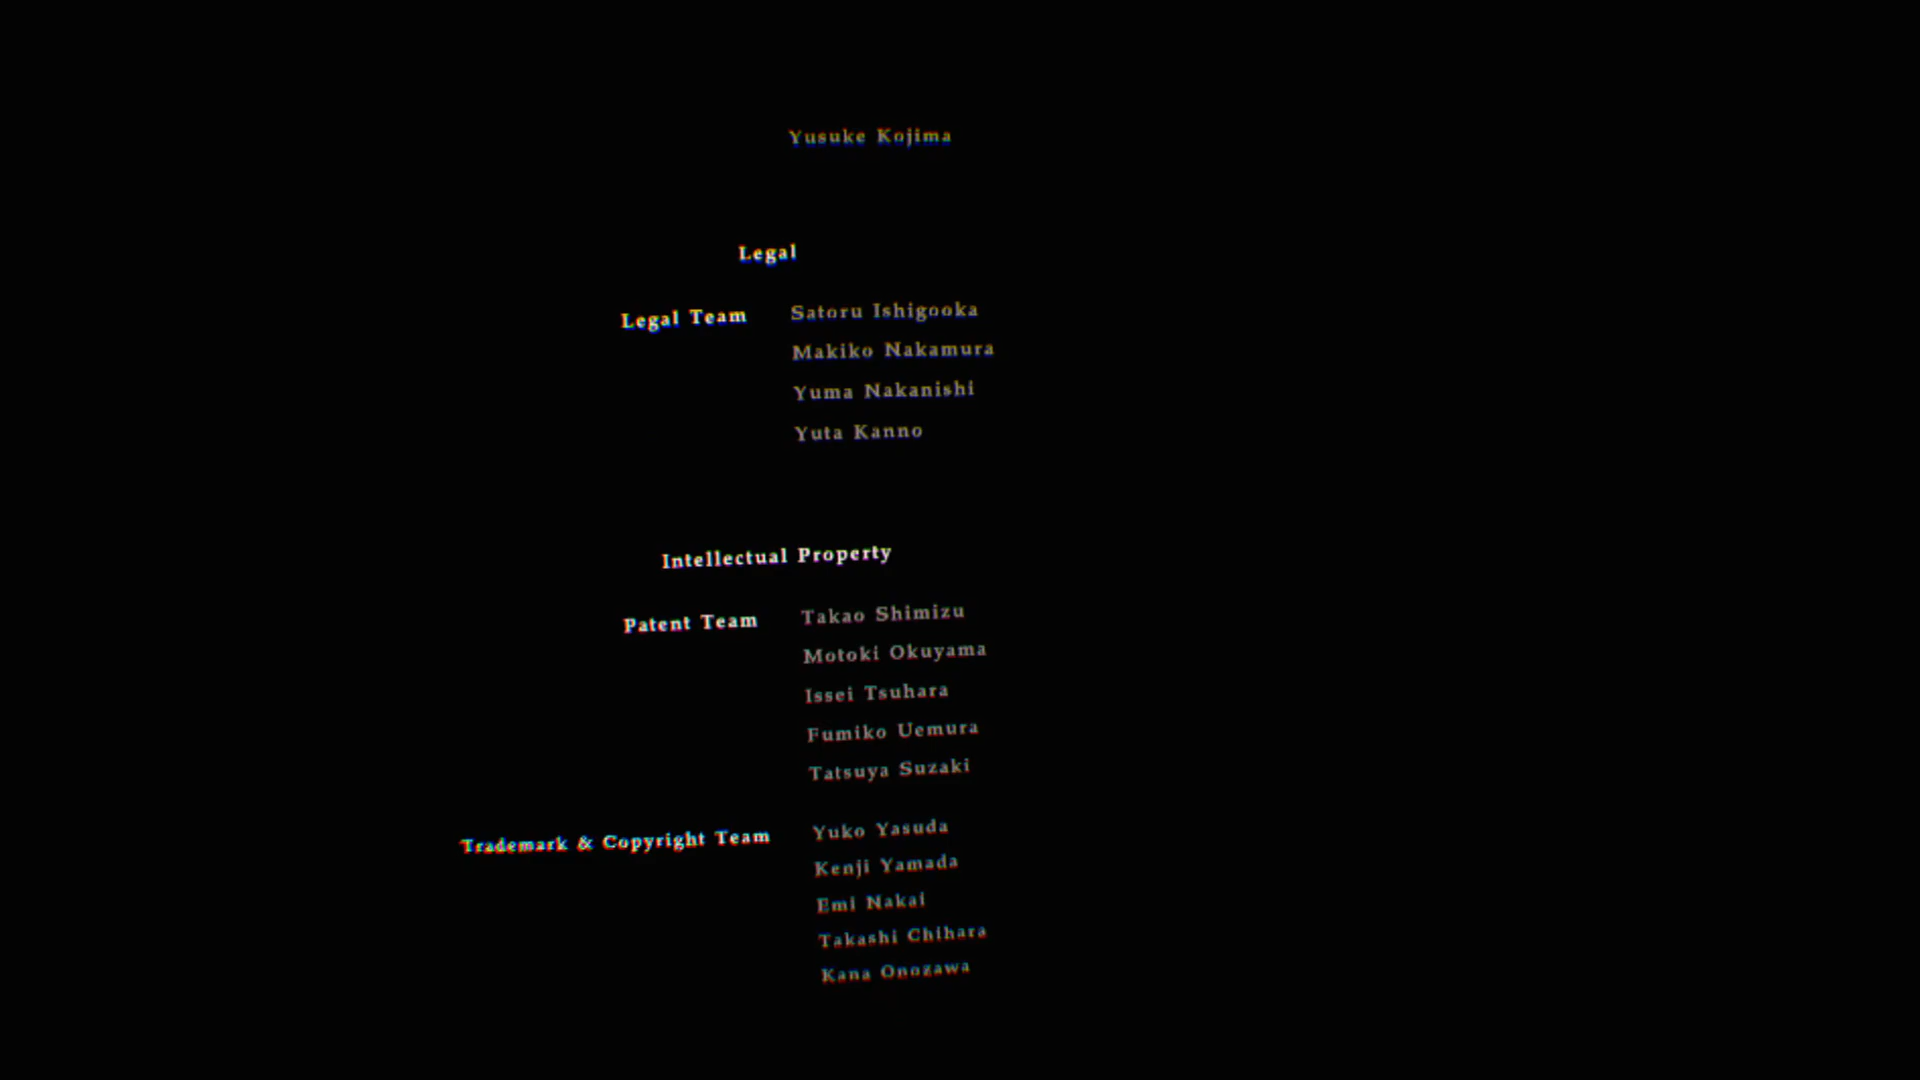 Yusuke Kojima
Legal
Legal Team Satoru Ishigooka
Makiko Nakamura
Yuma Nakanishi
Yuta Kanno
Intellectual Property
Patent Team Takao Shimizu
Motoki Okuyama
Issei Tsuhara
Fumiko Uemura
Tatsuya Suzaki
Trademark & Copyright Team Yuko Yasuda
Kenji Yamada
Emi Nakai
Takashi Chihara
Kana Onozawa